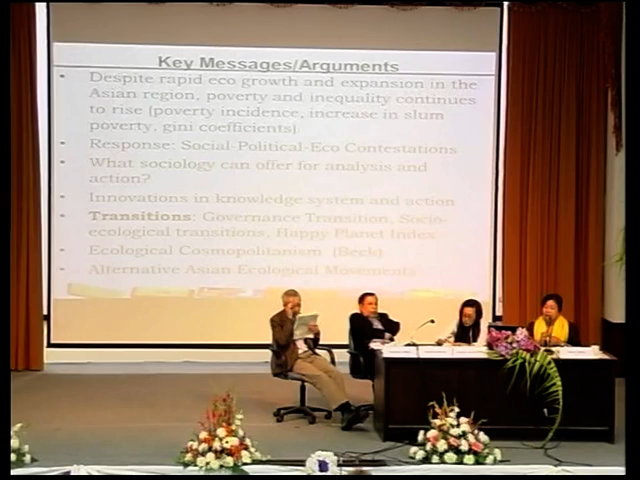 Key Messages/Arguments
• Despite rapid eco growth and expansion in the
Asian region, poverty and inequality continues
to rise (poverty incidence, increase in slum
poverty, gini coefficients)
• Response: Social-Political-Eco Contestations
• What sociology can offer for analysis and
action?
• Innovations in knowledge system and action
• Transitions: Governance Transition, Socio-
ecological transitions, Happy Planet Index
• Ecological Cosmopolitanism (Beck)
• Alternative Asian Ecological Movements